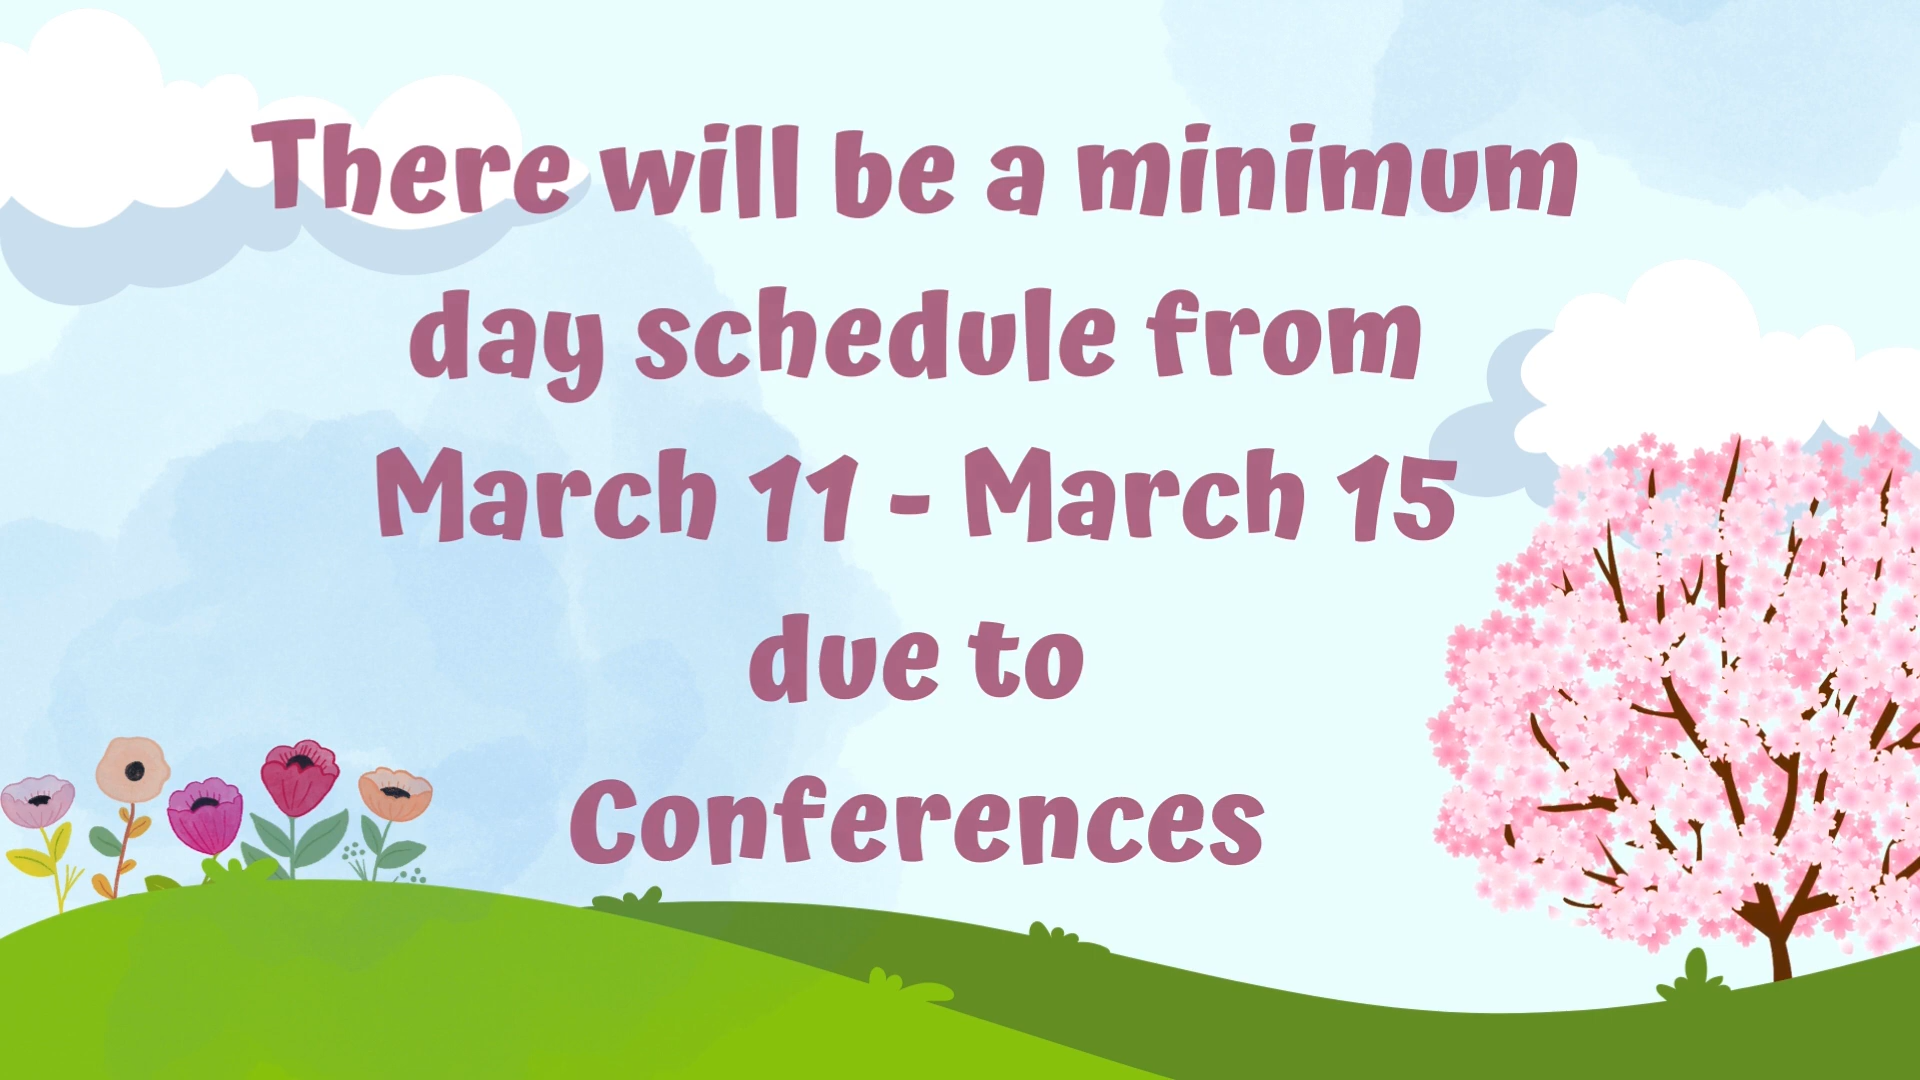 There will be a minimum
day schedule from
March 11 - March 15
due to
Conferences